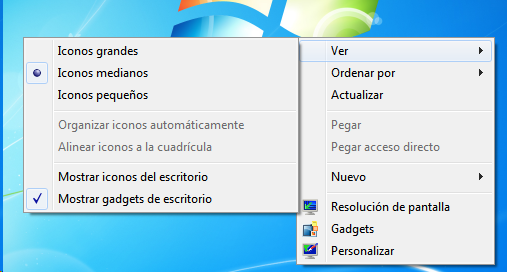 Iconos grandes
Iconos medianos
Iconos pequeños
Organizar iconos automáticamente
Alinear iconos a la cuadrícula
Mostrar iconos del escritorio
Mostrar gadgets de escritorio
Ver
Ordenar por
Actualizar
Pegar
Pegar acceso directo
Nuevo
Resolución de pantalla
Gadgets
Personalizar